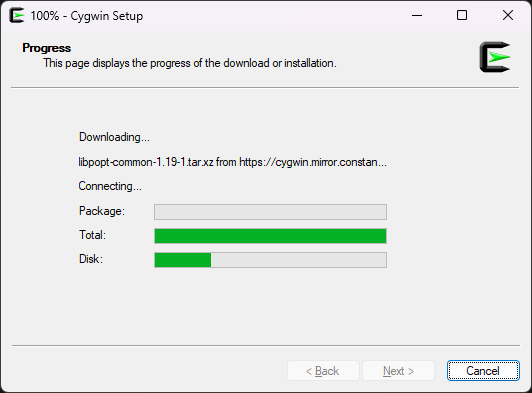 100% - Cygwin Setup
Progress
This page displays the progress of the download or installation.
Downloading...
libpopt-common-1.19-1.tar.xz from https://cygwin.mirror.constan...
Connecting...
Package:
Total:
Disk:
< Back
Next >
Cancel